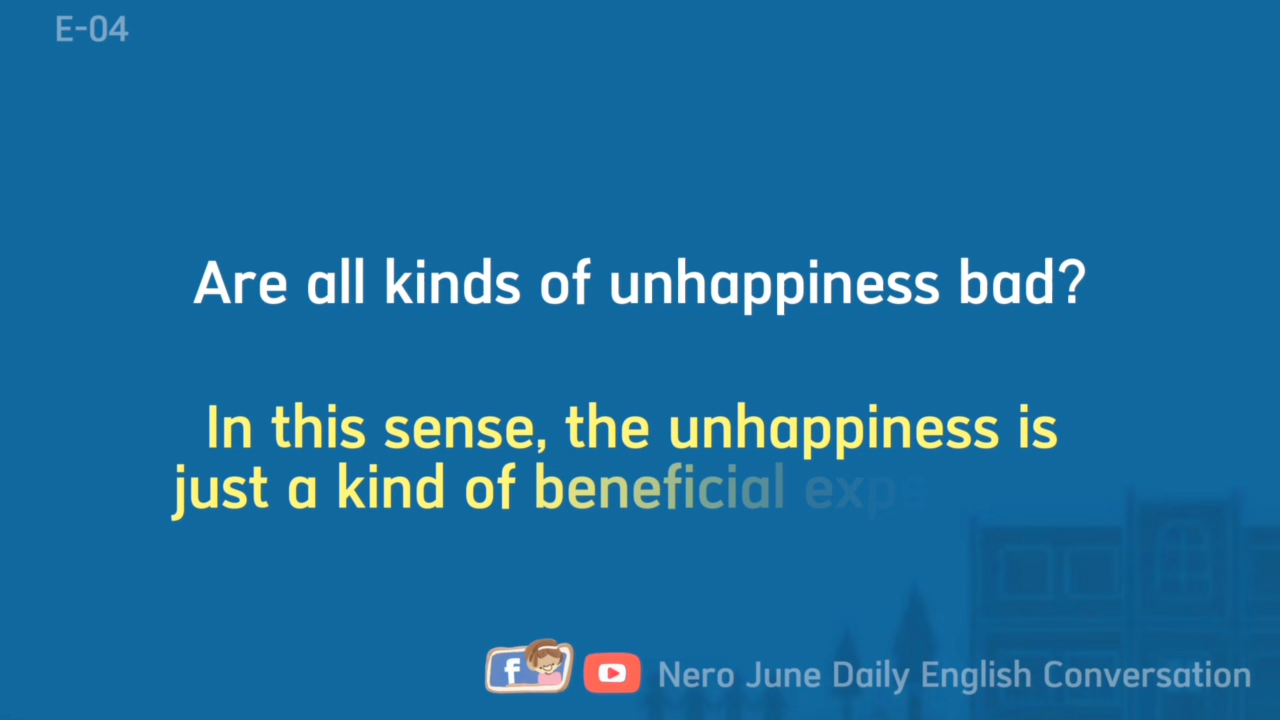 E-04
Are all kinds of unhappiness bad?
In this sense, the unhappiness is
just a kind of beneficial
Nero June Daily English Conversation